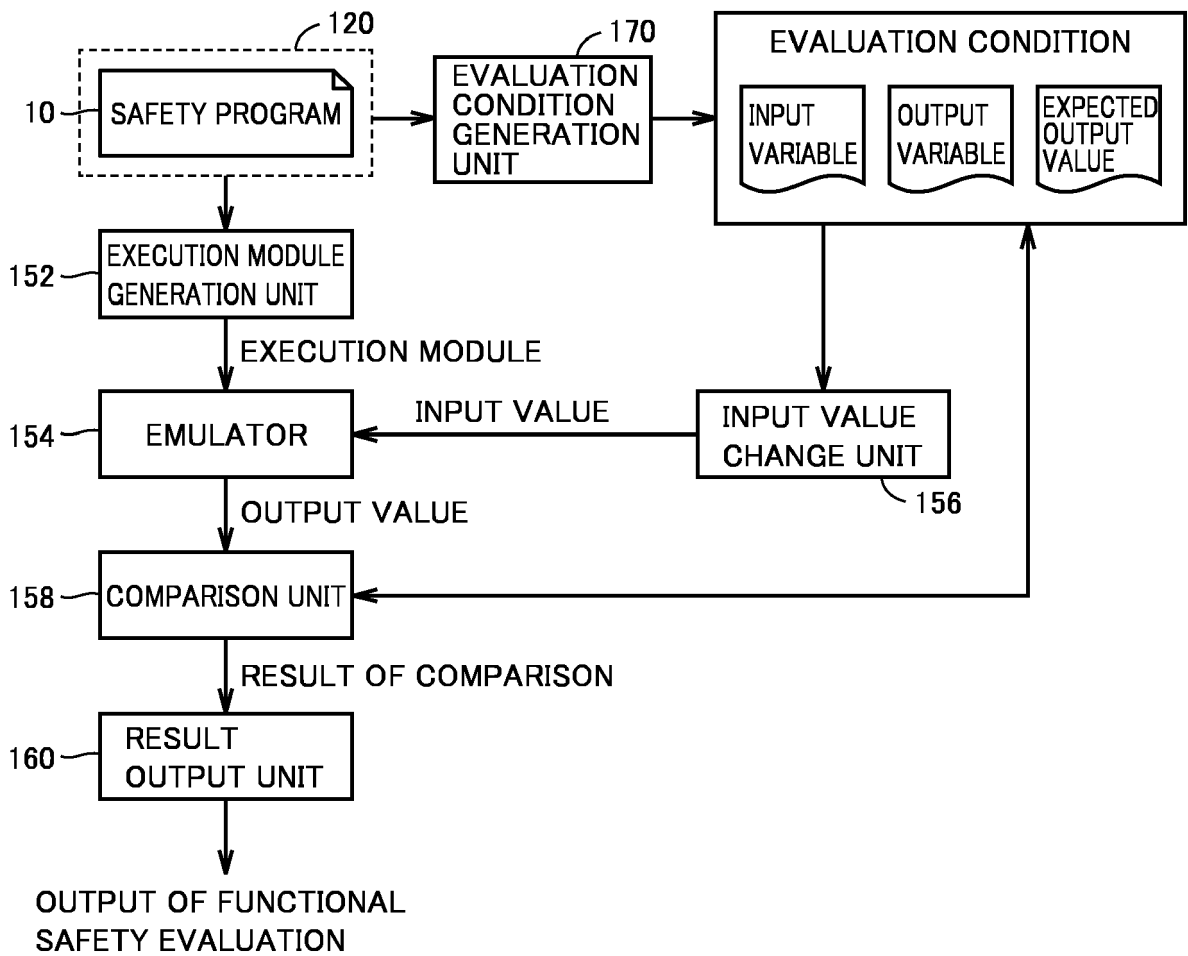 120
10
SAFETY PROGRAM
170
EVALUATION
CONDITION
GENERATION
UNIT
EVALUATION CONDITION
INPUT
VARIABLE
OUTPUT
VARIABLE
EXPECTED
OUTPUT
VALUE
152
EXECUTION MODULE
GENERATION UNIT
EXECUTION MODULE
154
EMULATOR
INPUT VALUE
INPUT VALUE
CHANGE UNIT
156
OUTPUT VALUE
158
COMPARISON UNIT
RESULT OF COMPARISON
160
RESULT
OUTPUT UNIT
OUTPUT OF FUNCTIONAL
SAFETY EVALUATION